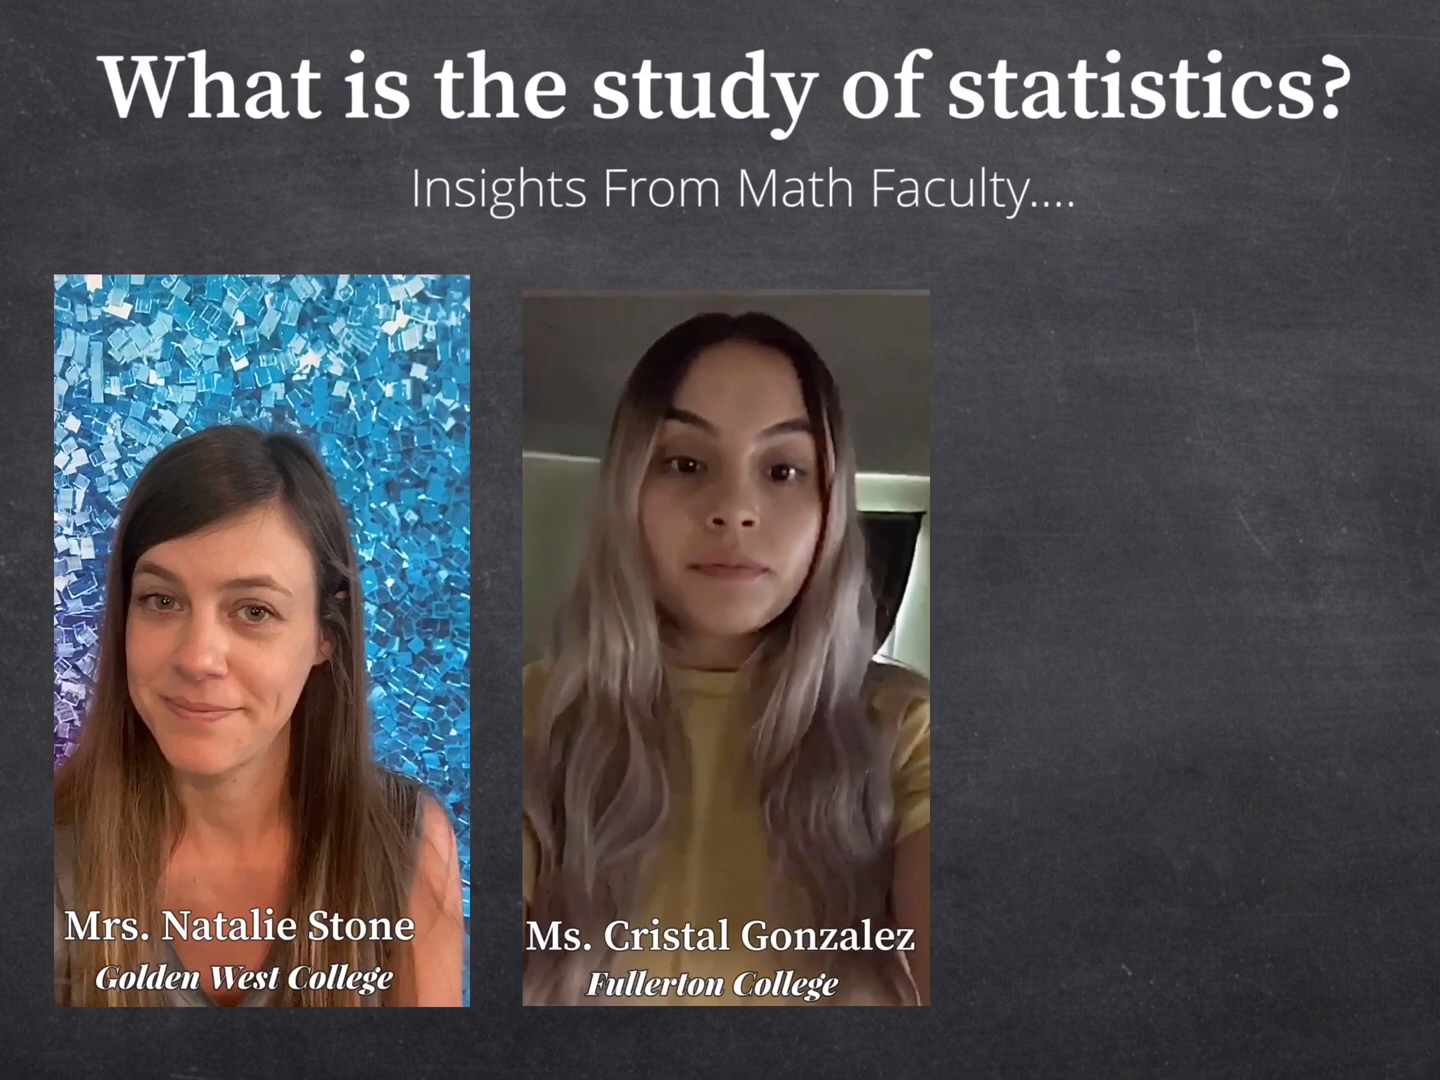 What is the study of statistics?
Insights From Math Faculty....
Mrs. Natalie Stone
Golden West College
Ms. Cristal Gonzalez
Fullerton College